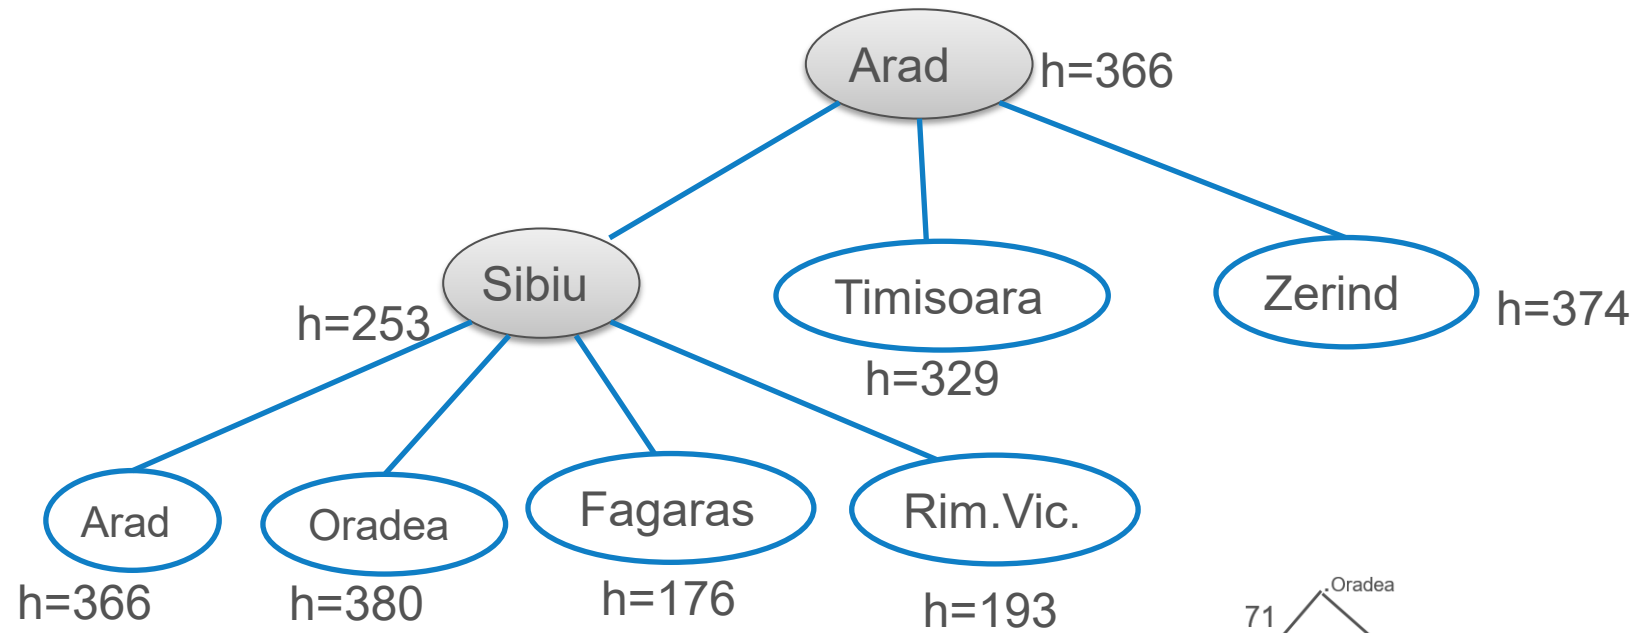 Arad
h=366
Sibiu
h=253
Timisoara
h=329
Zerind
h=374
Arad
h=366
Oradea
h=380
Fagaras
h=176
Rim.Vic.
h=193
.Oradea
71